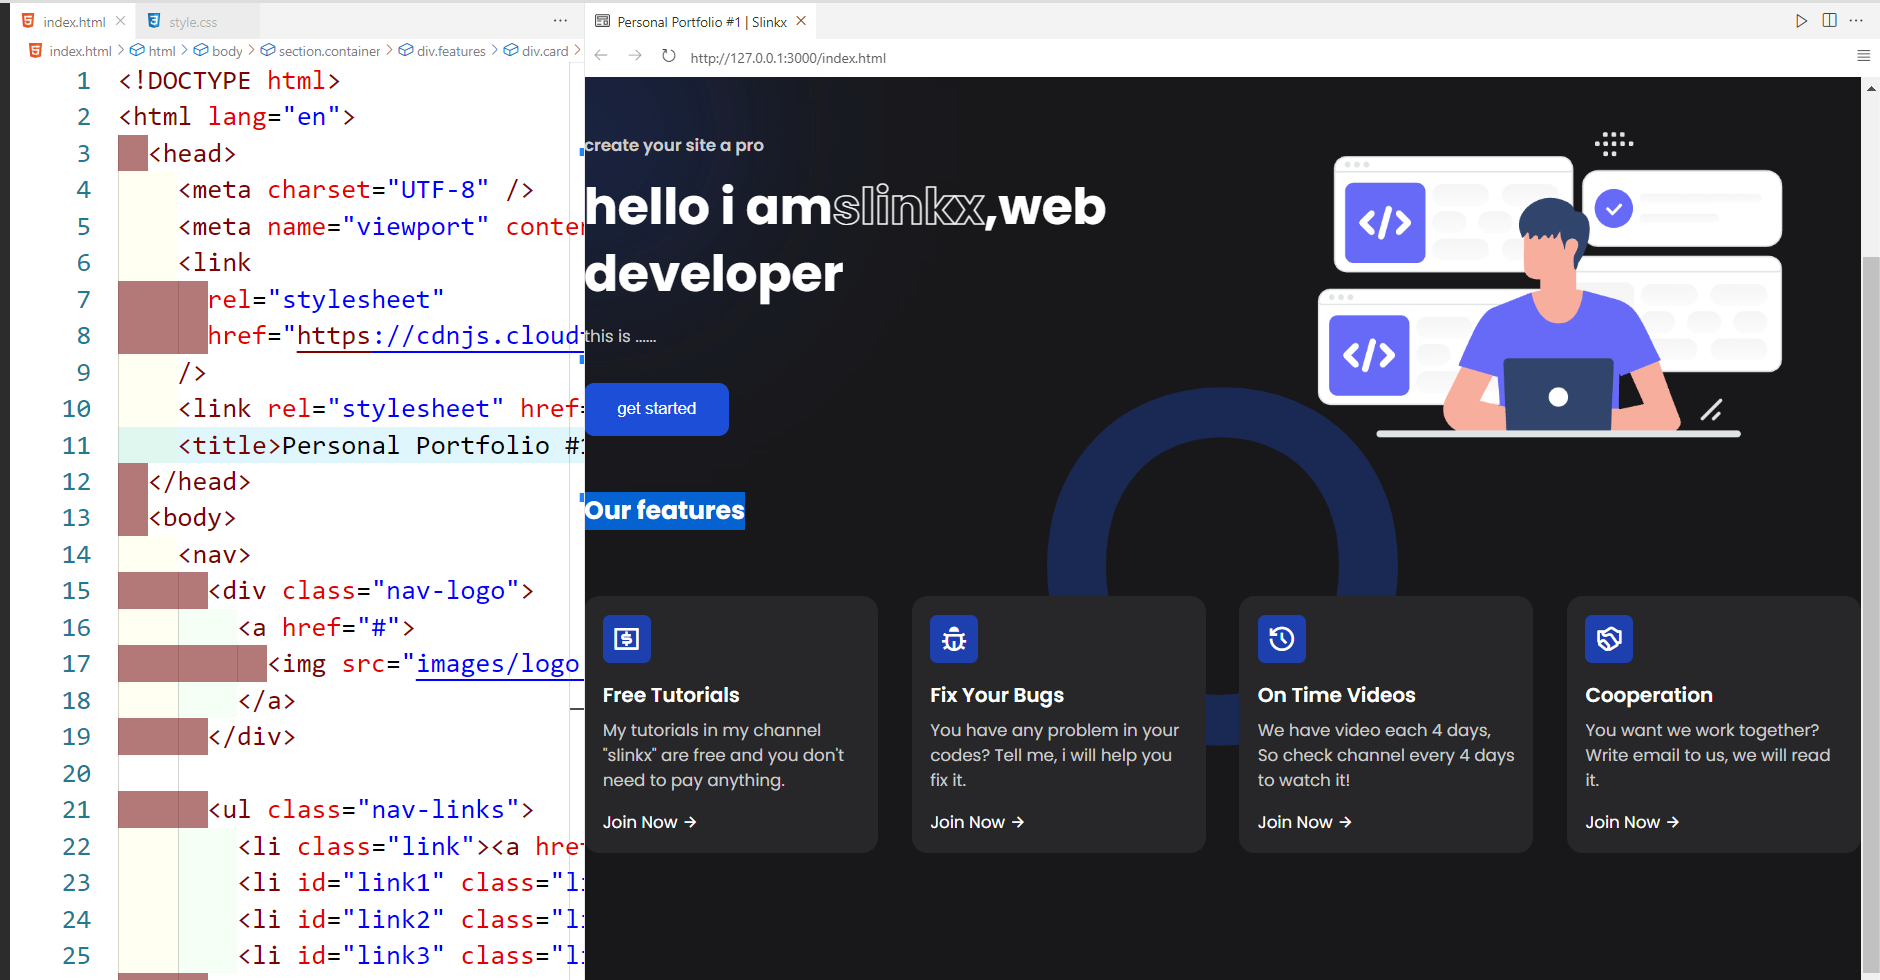 index.html
style.css
index.html > html > body > section.container > div.features > div.card >
1 <!DOCTYPE html>
2 <html lang="en">
3 <head>
4 <meta charset="UTF-8" />
5 <meta name="viewport" conten
6 <link
7 rel="stylesheet"
8 href="https://cdnjs.cloudf
9 />
10 <link rel="stylesheet" href=
11 <title>Personal Portfolio #1
12 </head>
13 <body>
14 <nav>
15 <div class="nav-logo">
16 <a href="#">
17 <img src="images/logo
18 </a>
19 </div>
20
21 <ul class="nav-links">
22 <li class="link"><a hre
23 <li id="link1" class="li
24 <li id="link2" class="li
25 <li id="link3" class="li
Personal Portfolio #1 | Slinkx
http://127.0.0.1:3000/index.html
create your site a pro
hello i amslinkx,web
developer
this is ......
get started
Our features
Free Tutorials
My tutorials in my channel
"slinkx" are free and you don't
need to pay anything.
Join Now →
Fix Your Bugs
You have any problem in your
codes? Tell me, i will help you
fix it.
Join Now →
On Time Videos
We have video each 4 days,
So check channel every 4 days
to watch it!
Join Now →
Cooperation
You want we work together?
Write email to us, we will read
it.
Join Now →